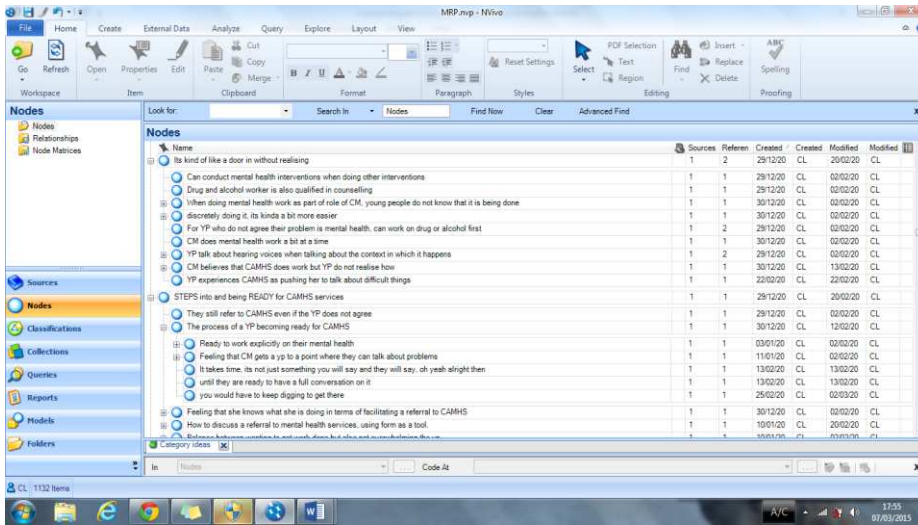 MRP.nvp - NVivo
File Home Create External Data Analyze Query Explore Layout View
Go Refresh Open Properties Edit Paste Cut Copy Merge B I U A Reset Settings Select PDF Selection Text Region Find Insert Replace Delete ABC Spelling
Workspace Item Clipboard Format Paragraph Styles Editing Proofing
Nodes
Nodes
Relationships
Node Matrices
Sources
Nodes
Classifications
Collections
Queries
Reports
Models
Folders
Look for: Search In Nodes Find Now Clear Advanced Find x
Nodes
Name Sources Referen Created Created Modified Modified
Its kind of like a door in without realising 1 2 29/12/20 CL 20/02/20 CL
Can conduct mental health interventions when doing other interventions 1 1 29/12/20 CL 02/02/20 CL
Drug and alcohol worker is also qualified in counselling 1 1 29/12/20 CL 02/02/20 CL
When doing mental health work as part of role of CM, young people do not know that it is being done 1 1 30/12/20 CL 02/02/20 CL
discretely doing it, its kinda a bit more easier 1 1 30/12/20 CL 02/02/20 CL
For YP who do not agree their problem is mental health, can work on drug or alcohol first 1 2 29/12/20 CL 02/02/20 CL
CM does mental health work a bit at a time 1 1 30/12/20 CL 02/02/20 CL
YP talk about hearing voices when talking about the context in which it happens 1 2 29/12/20 CL 02/02/20 CL
CM believes that CAMHS does work but YP do not realise how 1 1 30/12/20 CL 13/02/20 CL
YP experiences CAMHS as pushing her to talk about difficult things 1 1 22/02/20 CL 22/02/20 CL
STEPS into and being READY for CAMHS services 1 1 29/12/20 CL 20/02/20 CL
They still refer to CAMHS even if the YP does not agree 1 1 29/12/20 CL 02/02/20 CL
The process of a YP becoming ready for CAMHS 1 1 30/12/20 CL 12/02/20 CL
Ready to work explicitly on their mental health 1 1 03/01/20 CL 02/02/20 CL
Feeling that CM gets a yp to a point where they can talk about problems 1 1 11/01/20 CL 02/02/20 CL
It takes time, its not just something you will say and they will say, oh yeah alright then 1 1 13/02/20 CL 13/02/20 CL
until they are ready to have a full conversation on it 1 1 13/02/20 CL 13/02/20 CL
you would have to keep digging to get there 1 1 25/02/20 CL 02/03/20 CL
Feeling that she knows what she is doing in terms of facilitating a referral to CAMHS 1 1 30/12/20 CL 02/02/20 CL
How to discuss a referral to mental health services, using form as a tool. 1 1 10/01/20 CL 20/02/20 CL
Category ideas x
In Nodes Code At x
CL 1132 Items
A/C 17:55
07/03/2015